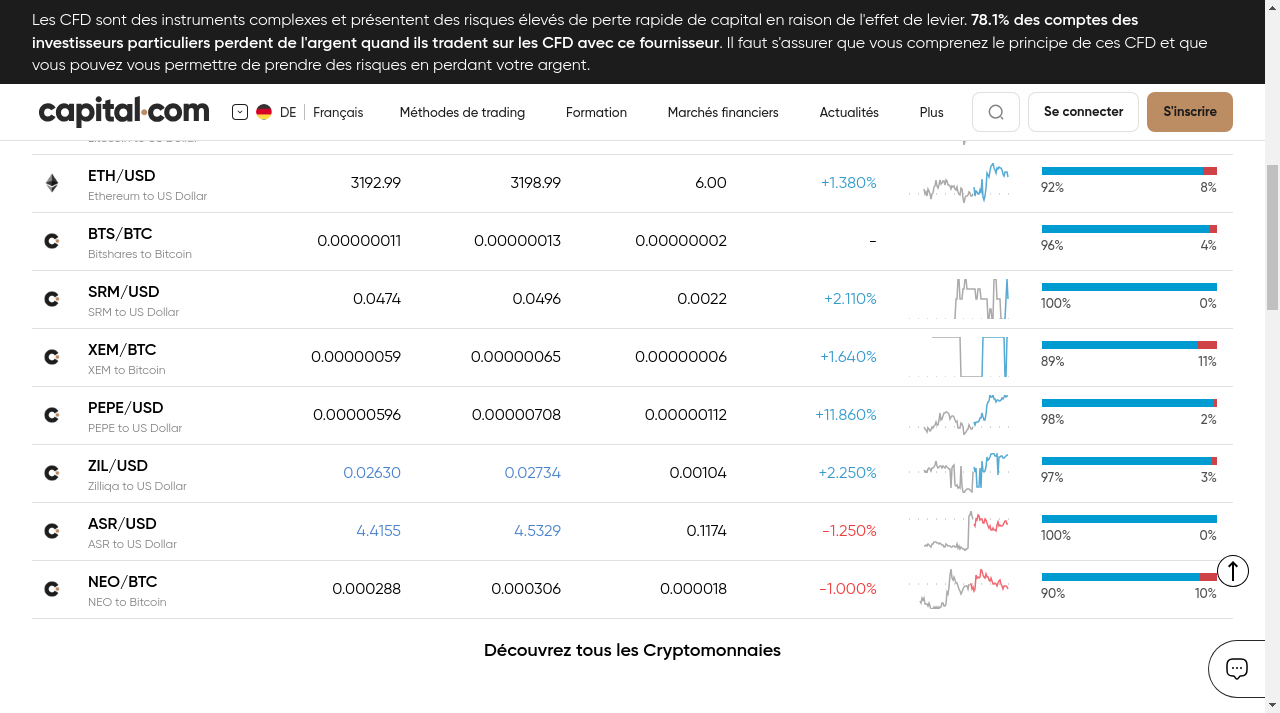 Les CFD sont des instruments complexes et présentent des risques élevés de perte rapide de capital en raison de l'effet de levier. 78.1% des comptes des
investisseurs particuliers perdent de l'argent quand ils tradent sur les CFD avec ce fournisseur. Il faut s'assurer que vous comprenez le principe de ces CFD et que
vous pouvez vous permettre de prendre des risques en perdant votre argent.
capital.com DE Français Méthodes de trading Formation Marchés financiers Actualités Plus Se connecter S'inscrire
ETH/USD 3192.99 3198.99 6.00 +1.380%
Ethereum to US Dollar 92% 8%
BTS/BTC 0.00000011 0.00000013 0.00000002 -
Bitshares to Bitcoin 96% 4%
SRM/USD 0.0474 0.0496 0.0022 +2.110%
SRM to US Dollar 100% 0%
XEM/BTC 0.00000059 0.00000065 0.00000006 +1.640%
XEM to Bitcoin 89% 11%
PEPE/USD 0.00000596 0.00000708 0.00000112 +11.860%
PEPE to US Dollar 98% 2%
ZIL/USD 0.02630 0.02734 0.00104 +2.250%
Zilliqa to US Dollar 97% 3%
ASR/USD 4.4155 4.5329 0.1174 -1.250%
ASR to US Dollar 100% 0%
NEO/BTC 0.000288 0.000306 0.000018 -1.000%
NEO to Bitcoin 90% 10%
Découvrez tous les Cryptomonnaies